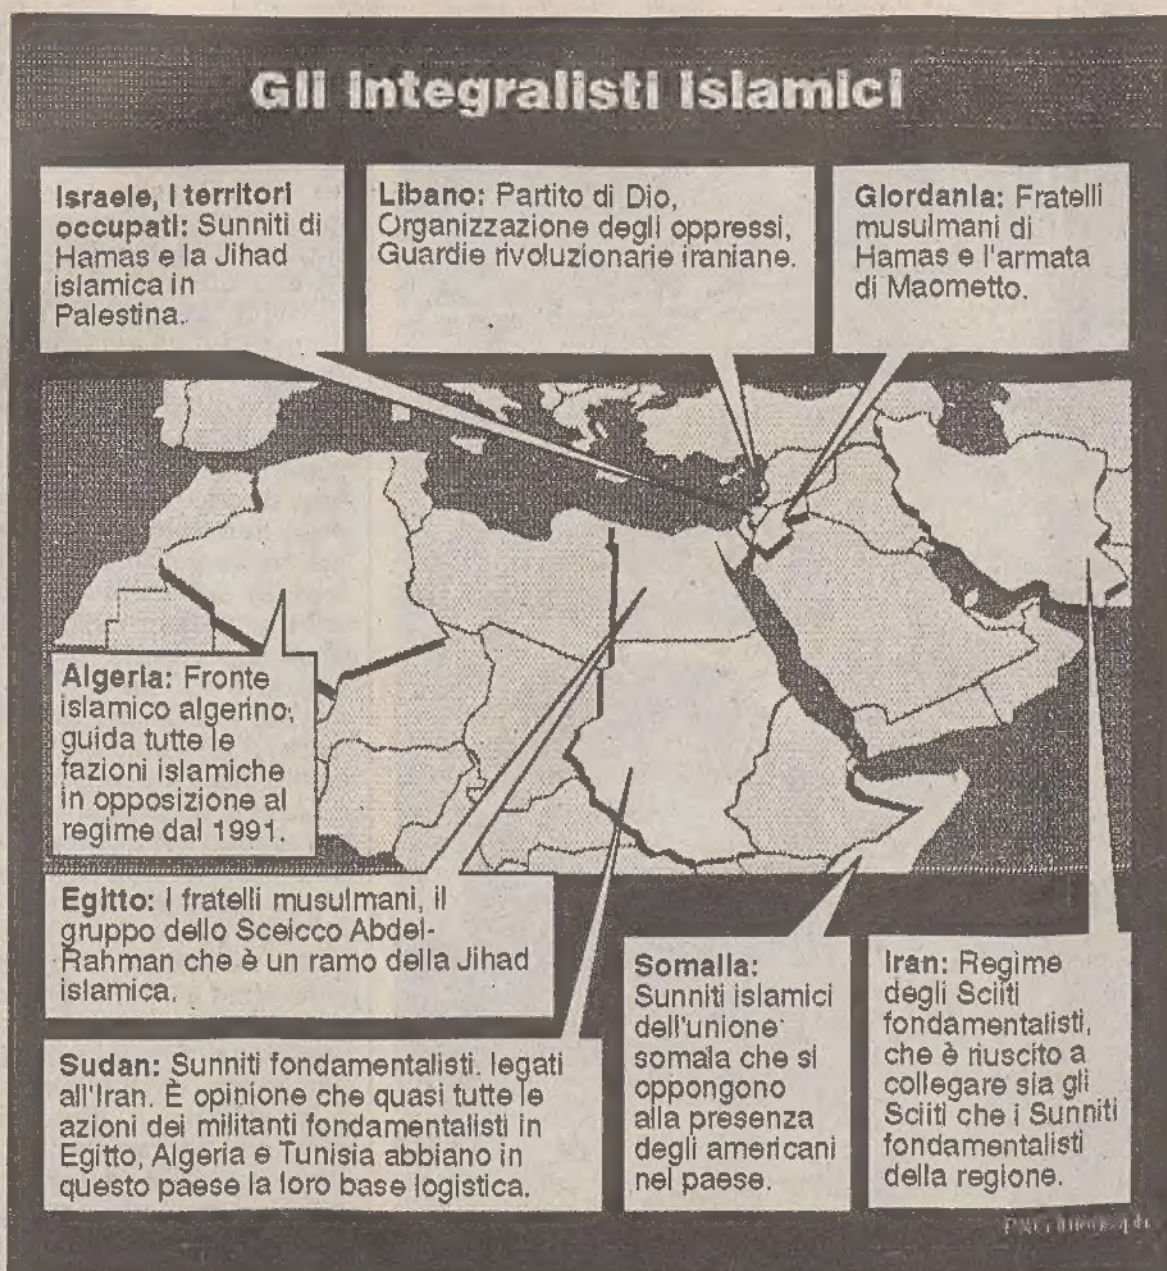 Gli integralisti islamici
Israele, i territori
occupati: Sunniti di
Hamas e la Jihad
islamica in
Palestina.
Libano: Partito di Dio,
Organizzazione degli oppressi,
Guardie rivoluzionarie iraniane.
Giordania: Fratelli
musulmani di
Hamas e l'armata
di Maometto.
Algeria: Fronte
islamico algerino,
guida tutte le
fazioni islamiche
in opposizione al
regime dal 1991.
Egitto: I fratelli musulmani, il
gruppo dello Sceicco Abdel-
Rahman che è un ramo della Jihad
islamica.
Sudan: Sunniti fondamentalisti. legati
all'Iran. È opinione che quasi tutte le
azioni dei militanti fondamentalisti in
Egitto, Algeria e Tunisia abbiano in
questo paese la loro base logistica.
Somalia:
Sunniti islamici
dell'unione
somala che si
oppongono
alla presenza
degli americani
nel paese.
Iran: Regime
degli Sciiti
fondamentalisti,
che è riuscito a
collegare sia gli
Sciiti che i Sunniti
fondamentalisti
della regione.